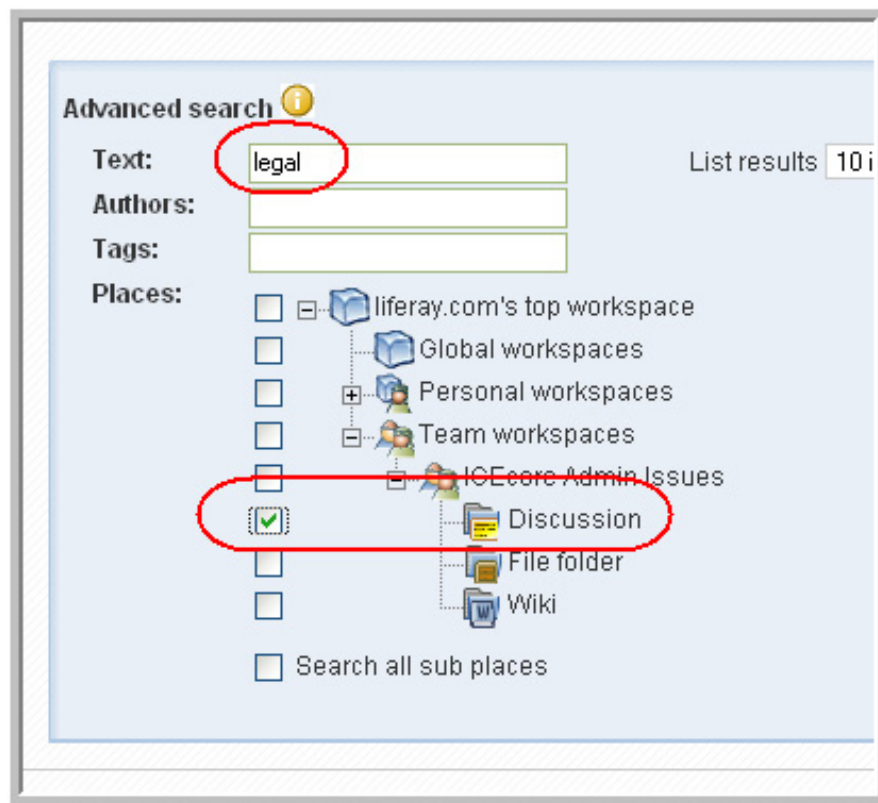 Advanced search
Text: legal List results 10 i
Authors:
Tags:
Places: liferay.com's top workspace
Global workspaces
Personal workspaces
Team workspaces
ICEcore Admin Issues
Discussion
File folder
Wiki
Search all sub places